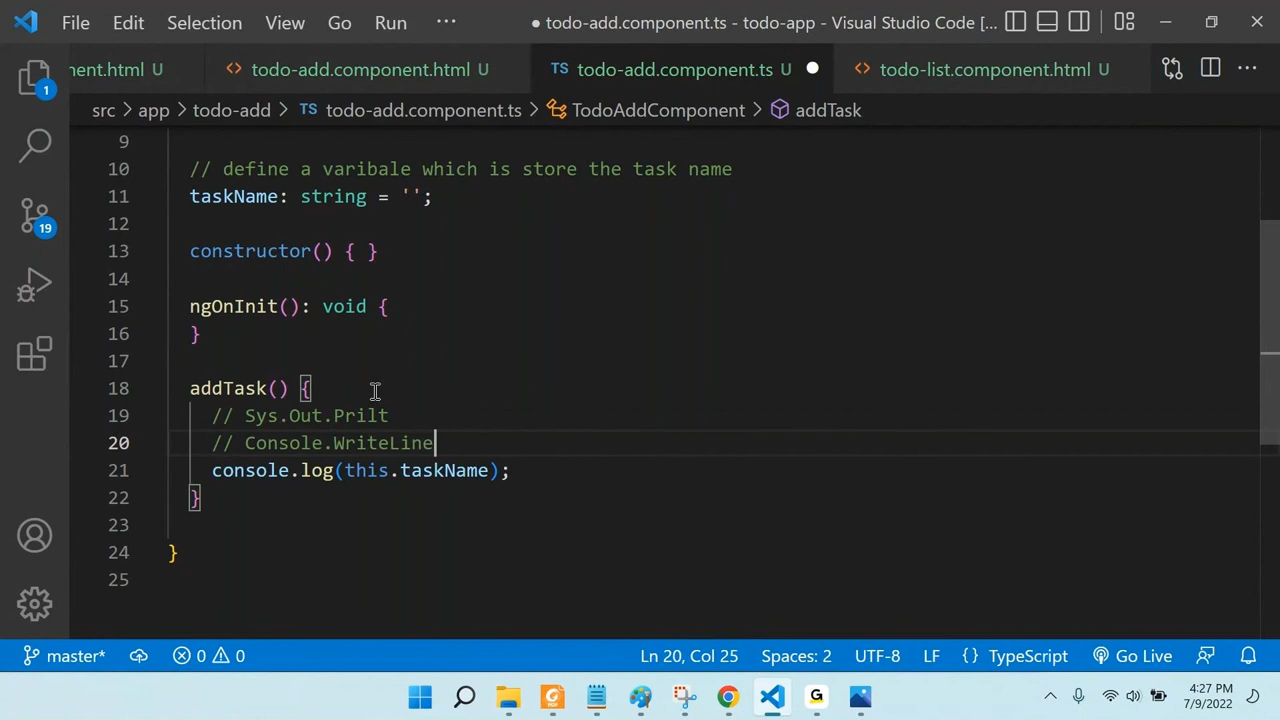 File Edit Selection View Go Run ··· ● todo-add.component.ts - todo-app - Visual Studio Code [...
nent.html U <> todo-add.component.html U TS todo-add.component.ts U ● <> todo-list.component.html U ···
src > app > todo-add > TS todo-add.component.ts > TodoAddComponent > addTask
9
10 // define a varibale which is store the task name
11 taskName: string = '';
12
13 constructor() { }
14
15 ngOnInit(): void {
16 }
17
18 addTask() {
19 // Sys.Out.Prilt
20 // Console.WriteLine
21 console.log(this.taskName);
22 }
23
24 }
25
1
19
master* 0 0 Ln 20, Col 25 Spaces: 2 UTF-8 LF {} TypeScript Go Live
PDF G 4:27 PM
7/9/2022